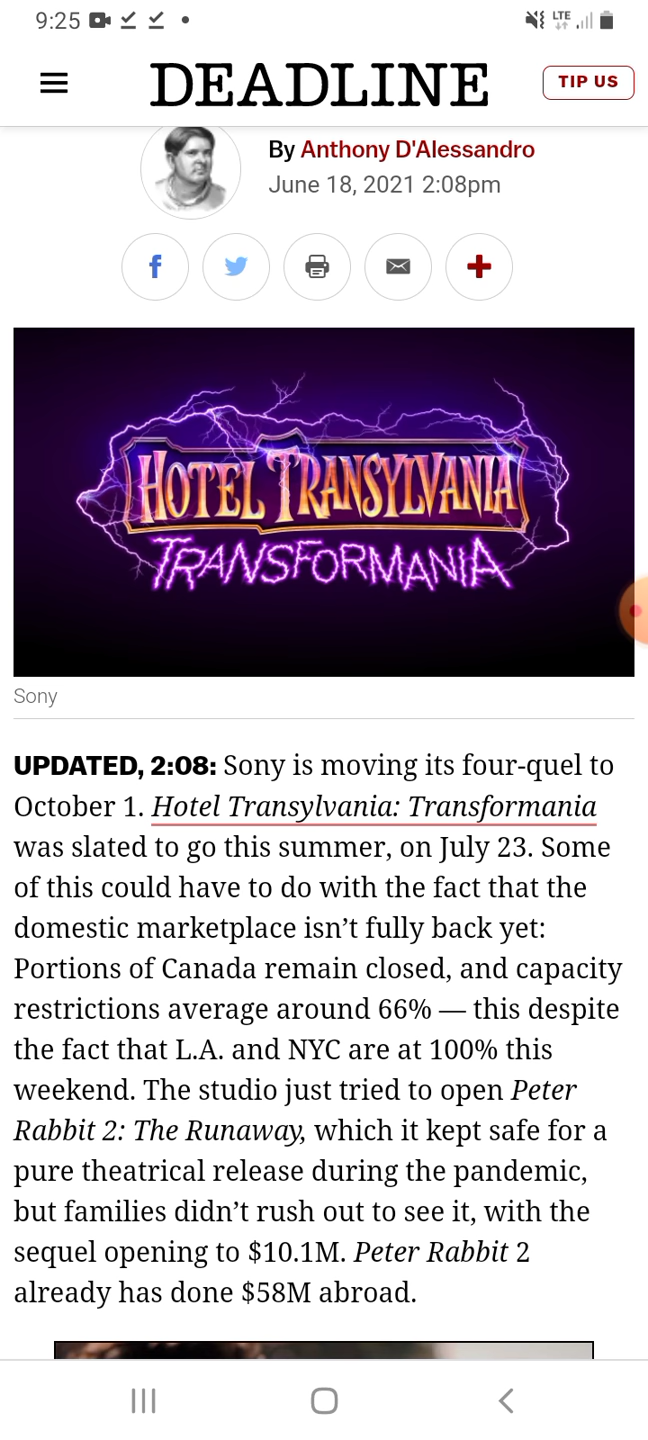 9:25
LTE
DEADLINE
TIP US
By Anthony D'Alessandro
June 18, 2021 2:08pm
f
HOTEL TRANSYLVANIA
TRANSFORMANIA
Sony
UPDATED, 2:08: Sony is moving its four-quel to
October 1. Hotel Transylvania: Transformania
was slated to go this summer, on July 23. Some
of this could have to do with the fact that the
domestic marketplace isn’t fully back yet:
Portions of Canada remain closed, and capacity
restrictions average around 66% — this despite
the fact that L.A. and NYC are at 100% this
weekend. The studio just tried to open Peter
Rabbit 2: The Runaway, which it kept safe for a
pure theatrical release during the pandemic,
but families didn’t rush out to see it, with the
sequel opening to $10.1M. Peter Rabbit 2
already has done $58M abroad.